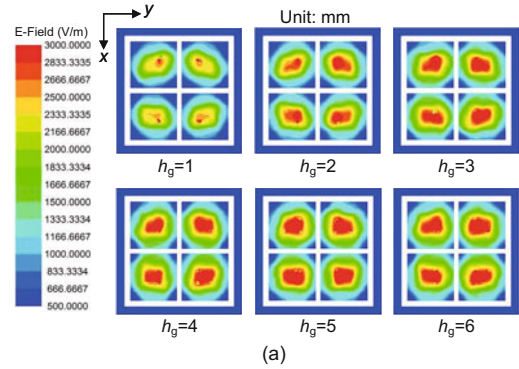 y
x
Unit: mm
E-Field (V/m)
3000.0000
2833.3335
2666.6667
2500.0000
2333.3335
2166.6667
2000.0000
1833.3334
1666.6667
1500.0000
1333.3334
1166.6667
1000.0000
833.3334
666.6667
500.0000
hg=1
hg=2
hg=3
hg=4
hg=5
hg=6
(a)